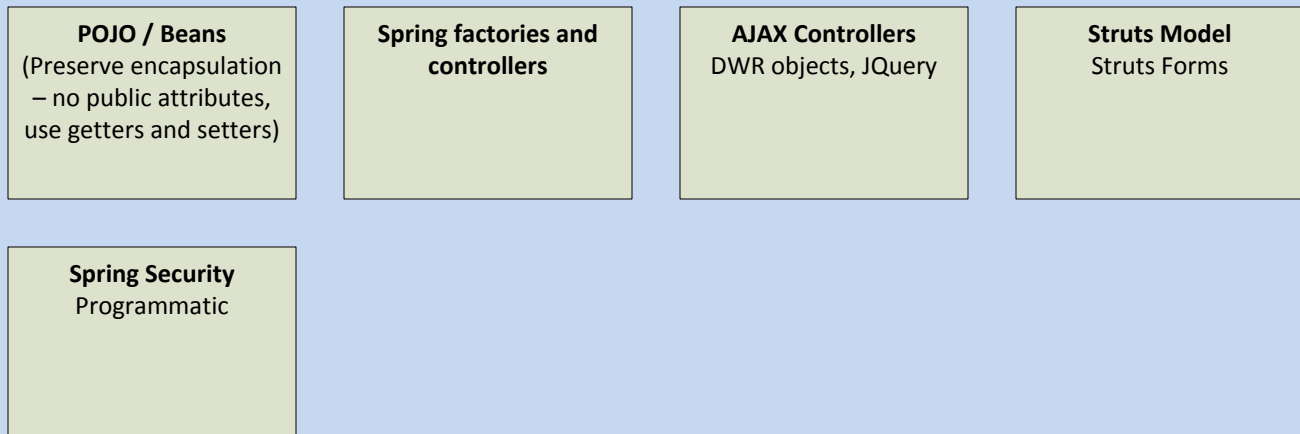 POJO / Beans
(Preserve encapsulation
– no public attributes,
use getters and setters)
Spring factories and
controllers
AJAX Controllers
DWR objects, JQuery
Struts Model
Struts Forms
Spring Security
Programmatic